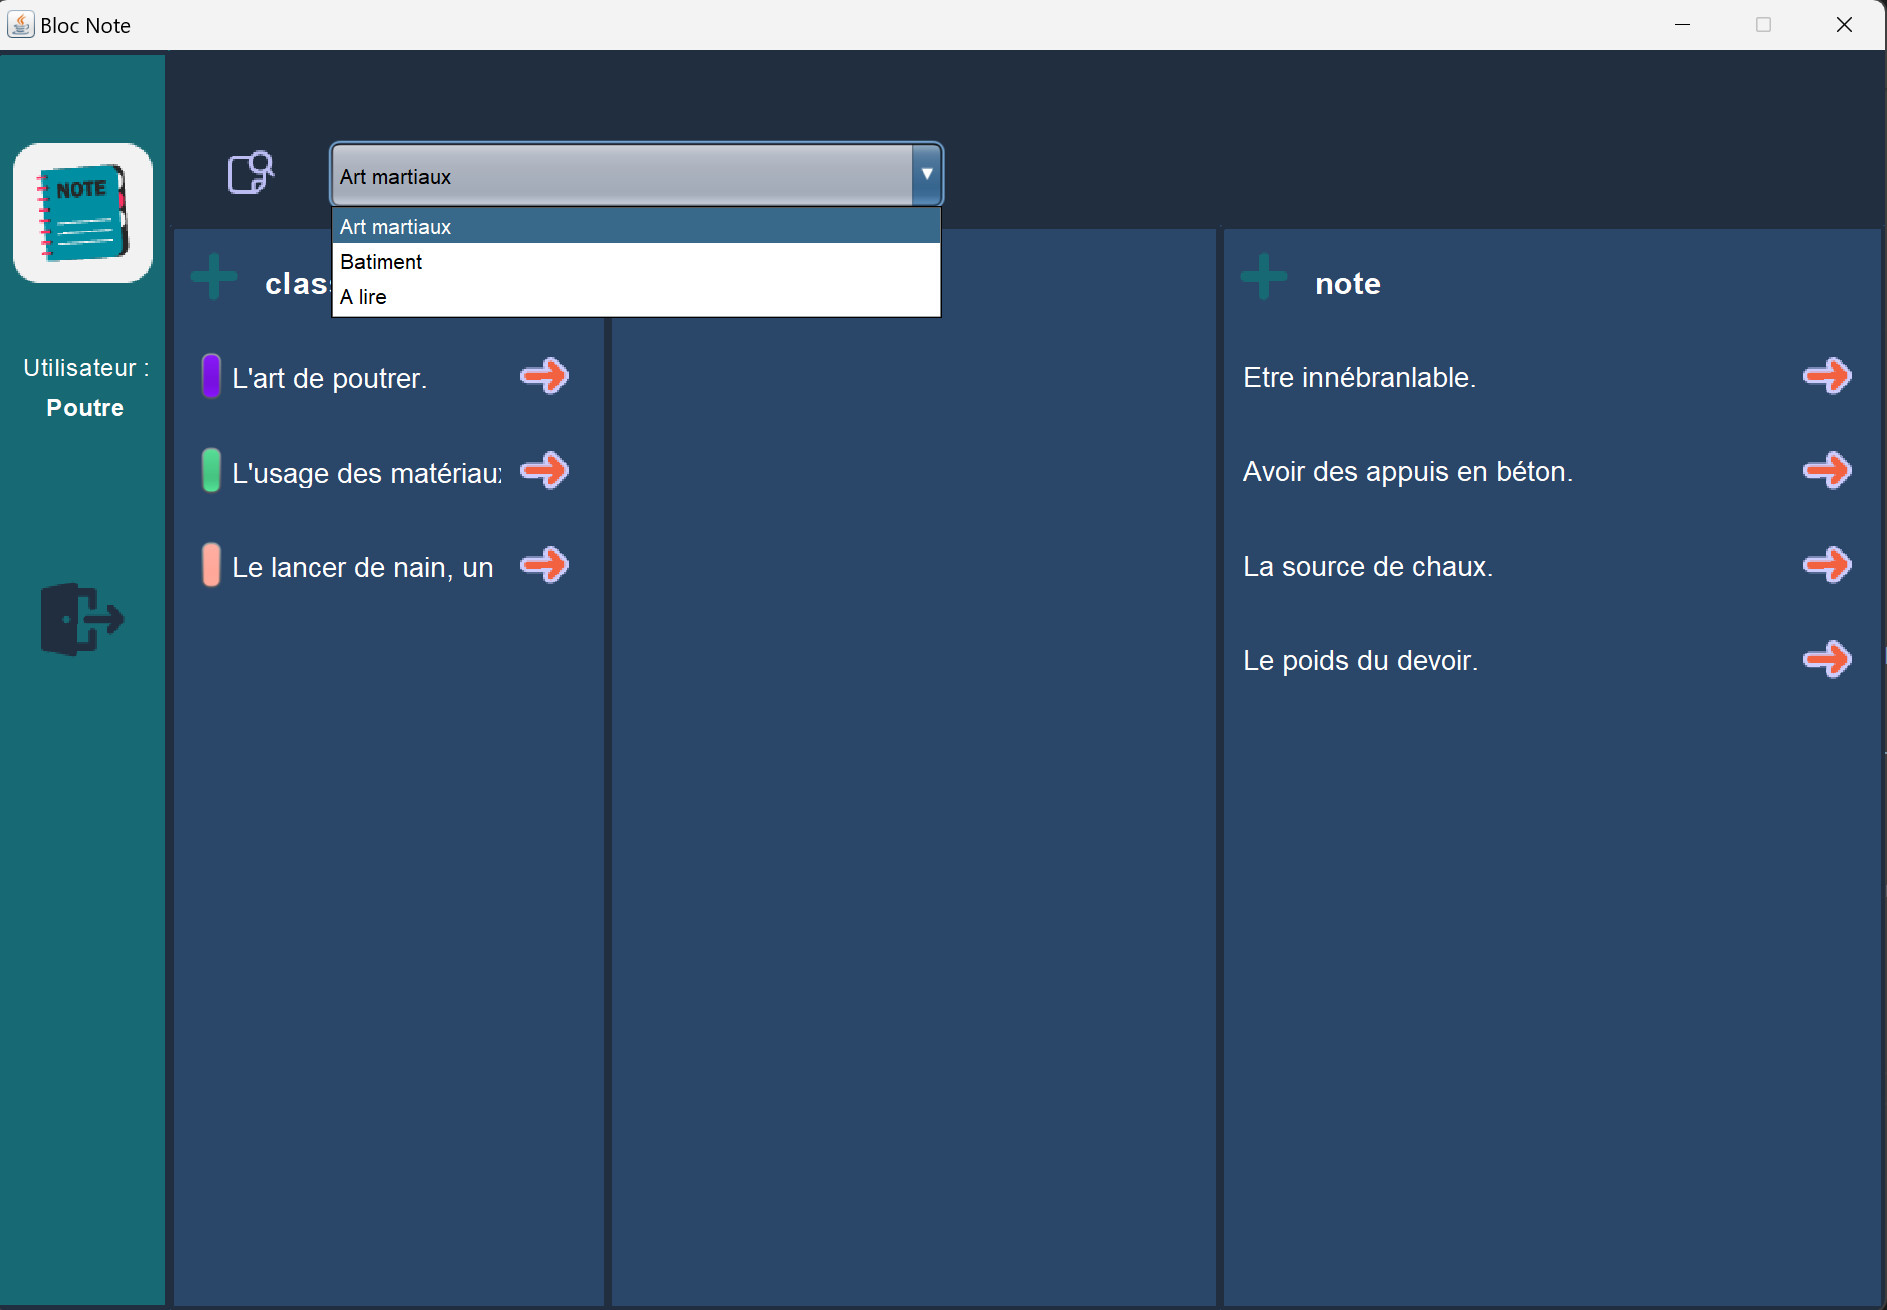 Bloc Note
NOTE
Utilisateur :
Poutre
Art martiaux
Art martiaux
Batiment
A lire
clas
L'art de poutrer.
L'usage des matériau
Le lancer de nain, un
note
Etre innébranlable.
Avoir des appuis en béton.
La source de chaux.
Le poids du devoir.